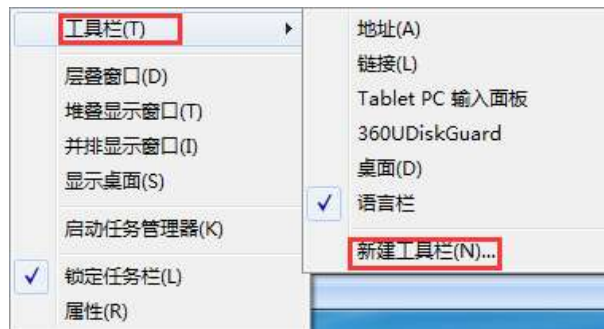 工具栏(T)
层叠窗口(D)
堆叠显示窗口(T)
并排显示窗口(I)
显示桌面(S)
启动任务管理器(K)
锁定任务栏(L)
属性(R)
地址(A)
链接(L)
Tablet PC 输入面板
360UDiskGuard
桌面(D)
语言栏
新建工具栏(N)...